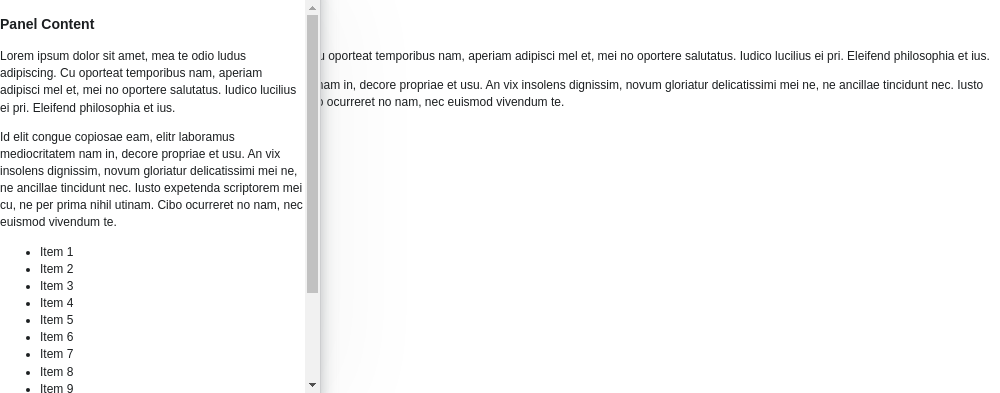 Panel Content
Lorem ipsum dolor sit amet, mea te odio ludus
adipiscing. Cu oporteat temporibus nam, aperiam
adipisci mel et, mei no oportere salutatus. Iudico lucilius
ei pri. Eleifend philosophia et ius.
Id elit congue copiosae eam, elitr laboramus
mediocritatem nam in, decore propriae et usu. An vix
insolens dignissim, novum gloriatur delicatissimi mei ne,
ne ancillae tincidunt nec. Iusto expetenda scriptorem mei
cu, ne per prima nihil utinam. Cibo ocurreret no nam, nec
euismod vivendum te.
• Item 1
• Item 2
• Item 3
• Item 4
• Item 5
• Item 6
• Item 7
• Item 8
• Item 9
oporteat temporibus nam, aperiam adipisci mel et, mei no oportere salutatus. Iudico lucilius ei pri. Eleifend philosophia et ius.
nam in, decore propriae et usu. An vix insolens dignissim, novum gloriatur delicatissimi mei ne, ne ancillae tincidunt nec. Iusto
ocurreret no nam, nec euismod vivendum te.